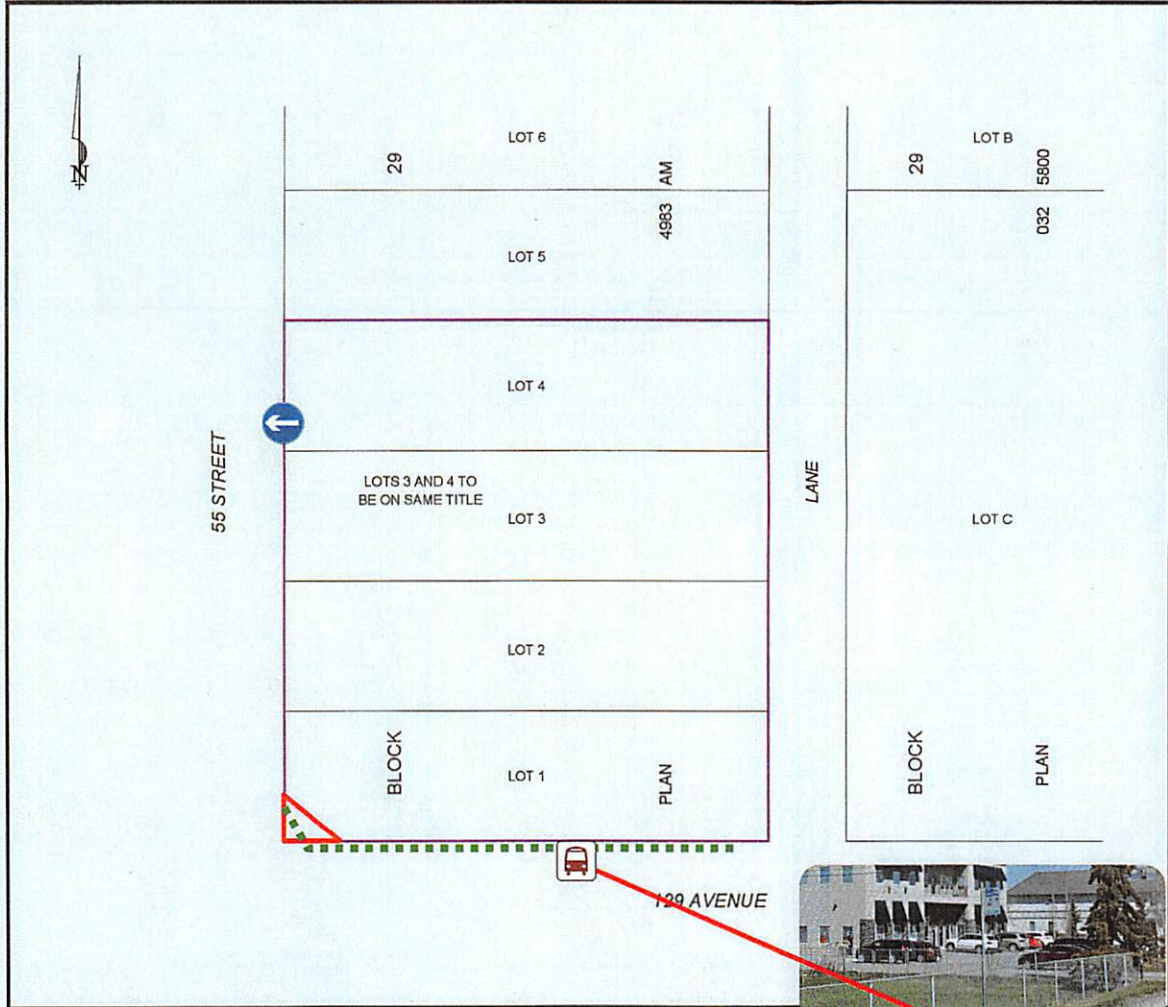 N
LOT 6
29
AM
LOT B
29
5800
4983
032
LOT 5
LOT 4
55 STREET
LOTS 3 AND 4 TO
BE ON SAME TITLE
LOT 3
LANE
LOT C
LOT 2
BLOCK
LOT 1
PLAN
BLOCK
PLAN
129 AVENUE